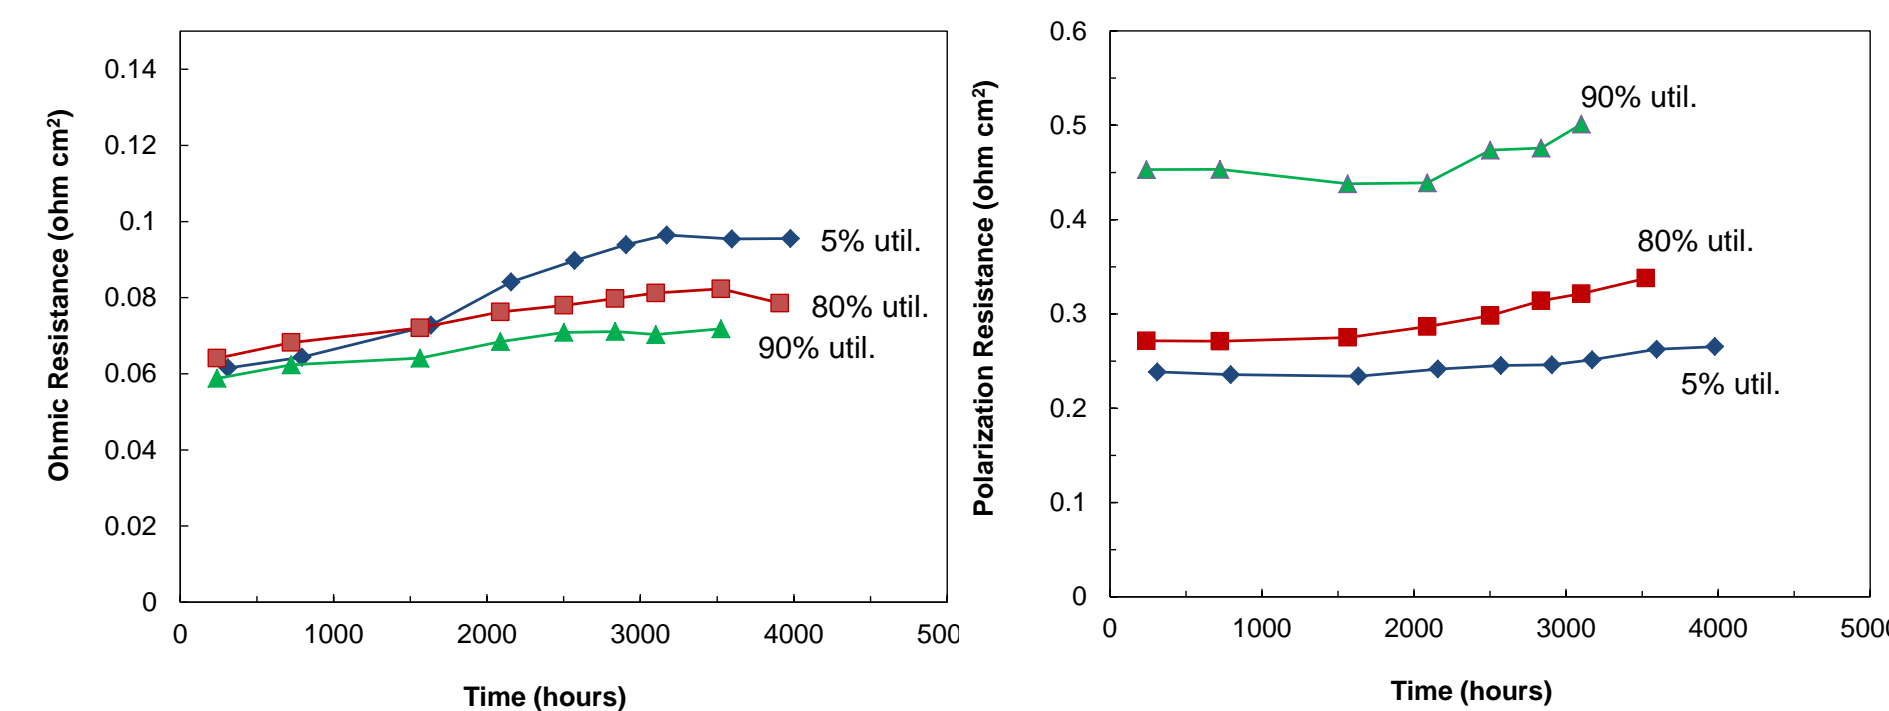 Ohmic Resistance (ohm cm²)
0.14
0.12
0.1
0.08
0.06
0.04
0.02
0
0 1000 2000 3000 4000 500
Time (hours)
5% util.
80% util.
90% util.
Polarization Resistance (ohm cm²)
0.6
0.5
0.4
0.3
0.2
0.1
0
0 1000 2000 3000 4000 5000
Time (hours)
90% util.
80% util.
5% util.